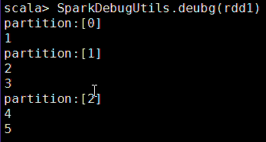 scala> SparkDebugUtils.deubg(rdd1)
partition:[0]
1
partition:[1]
2
3
partition:[2]
4
5